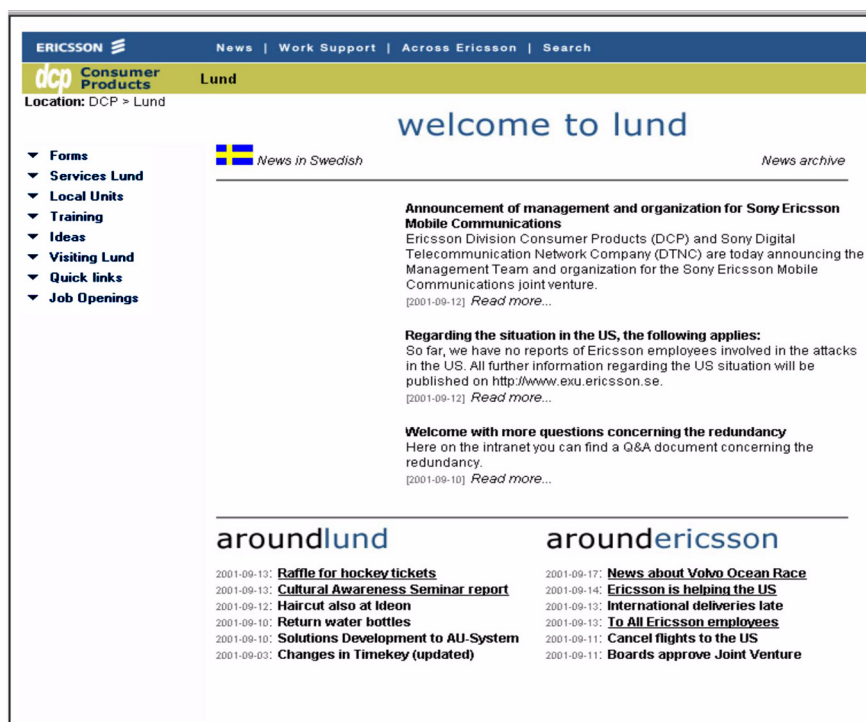 ERICSSON
News | Work Support | Across Ericsson | Search
dcp Consumer Products
Lund
Location: DCP > Lund
welcome to lund
Forms
Services Lund
Local Units
Training
Ideas
Visiting Lund
Quick links
Job Openings
News in Swedish
News archive
Announcement of management and organization for Sony Ericsson
Mobile Communications
Ericsson Division Consumer Products (DCP) and Sony Digital
Telecommunication Network Company (DTNC) are today announcing the
Management Team and organization for the Sony Ericsson Mobile
Communications joint venture.
[2001-09-12] Read more...
Regarding the situation in the US, the following applies:
So far, we have no reports of Ericsson employees involved in the attacks
in the US. All further information regarding the US situation will be
published on http://www.exu.ericsson.se.
[2001-09-12] Read more...
Welcome with more questions concerning the redundancy
Here on the intranet you can find a Q&A document concerning the
redundancy.
[2001-09-10] Read more...
aroundlund
2001-09-13: Raffle for hockey tickets
2001-09-13: Cultural Awareness Seminar report
2001-09-12: Haircut also at Ideon
2001-09-10: Return water bottles
2001-09-10: Solutions Development to AU-System
2001-09-03: Changes in Timekey (updated)
aroundericsson
2001-09-17: News about Volvo Ocean Race
2001-09-14: Ericsson is helping the US
2001-09-13: International deliveries late
2001-09-13: To All Ericsson employees
2001-09-11: Cancel flights to the US
2001-09-11: Boards approve Joint Venture